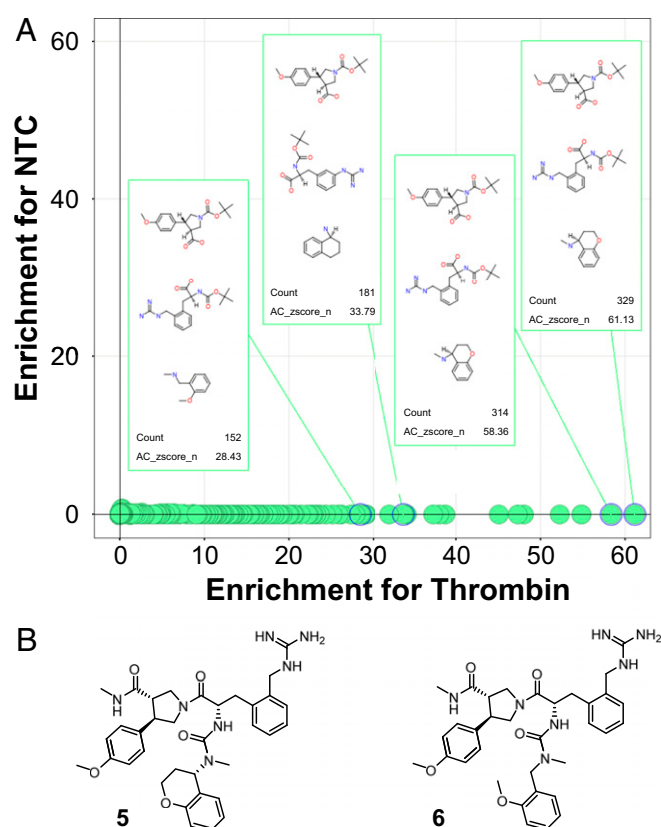 A
Enrichment for NTC
60
40
20
0
Count 152
AC_zscore_n 28.43
Count 181
AC_zscore_n 33.79
Count 314
AC_zscore_n 58.36
Count 329
AC_zscore_n 61.13
0 10 20 30 40 50 60
Enrichment for Thrombin
B
HN NH₂
NH
O
O
N
H
N
NH
O
N
O
O
5
HN NH₂
NH
O
O
N
H
N
NH
O
N
O
O
6